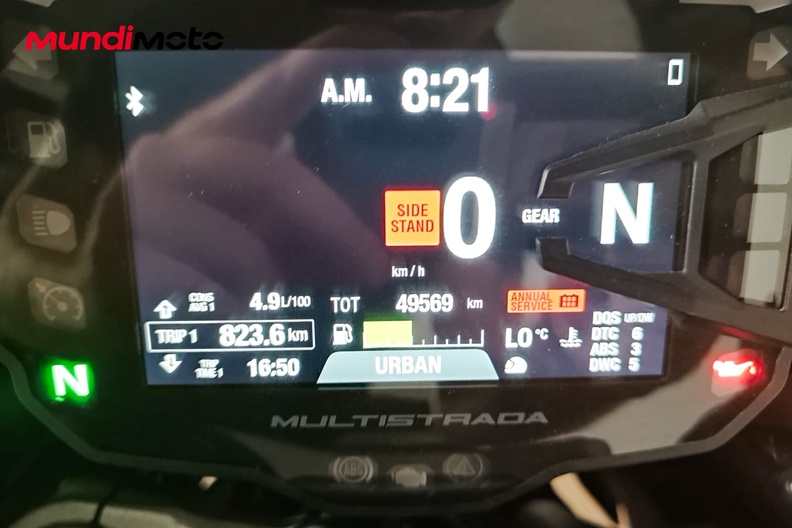 MUNDIMOTO
A.M. 8:21
SIDE STAND
0
GEAR
N
km/h
CONS AVG 1 4.9 L/100
TOT 49569 km
ANNUAL SERVICE
TRIP 1 823.6 km
LO °C
DQS UP/DW
DTC 6
ABS 3
DWC 5
TRIP TIME 1 16:50
URBAN
N
MULTISTRADA
ABS